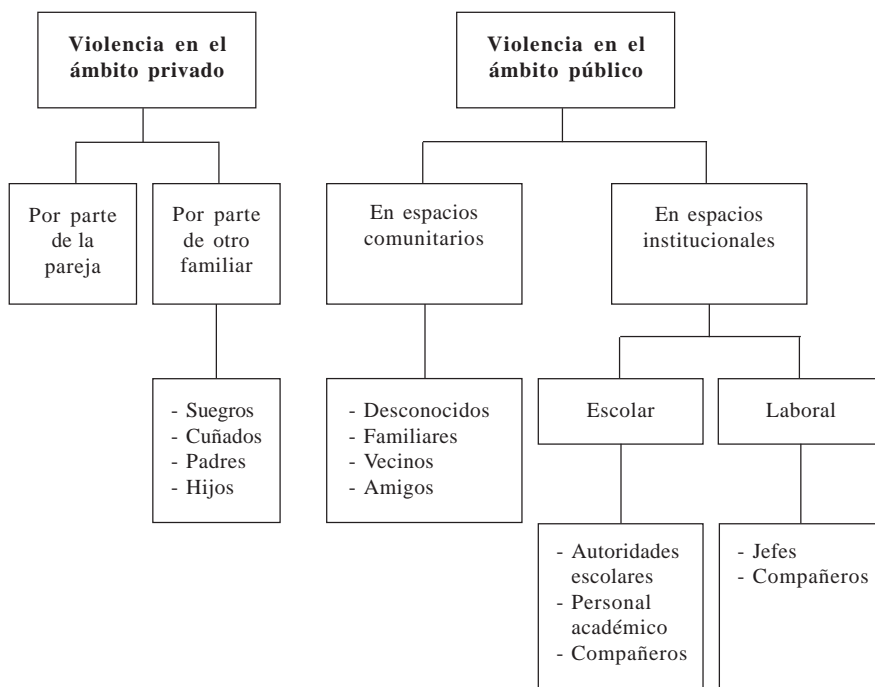 Violencia en el
ámbito privado
Violencia en el
ámbito público
Por parte
de la
pareja
Por parte
de otro
familiar
En espacios
comunitarios
En espacios
institucionales
- Suegros
- Cuñados
- Padres
- Hijos
- Desconocidos
- Familiares
- Vecinos
- Amigos
Escolar
Laboral
- Autoridades
escolares
- Personal
académico
- Compañeros
- Jefes
- Compañeros